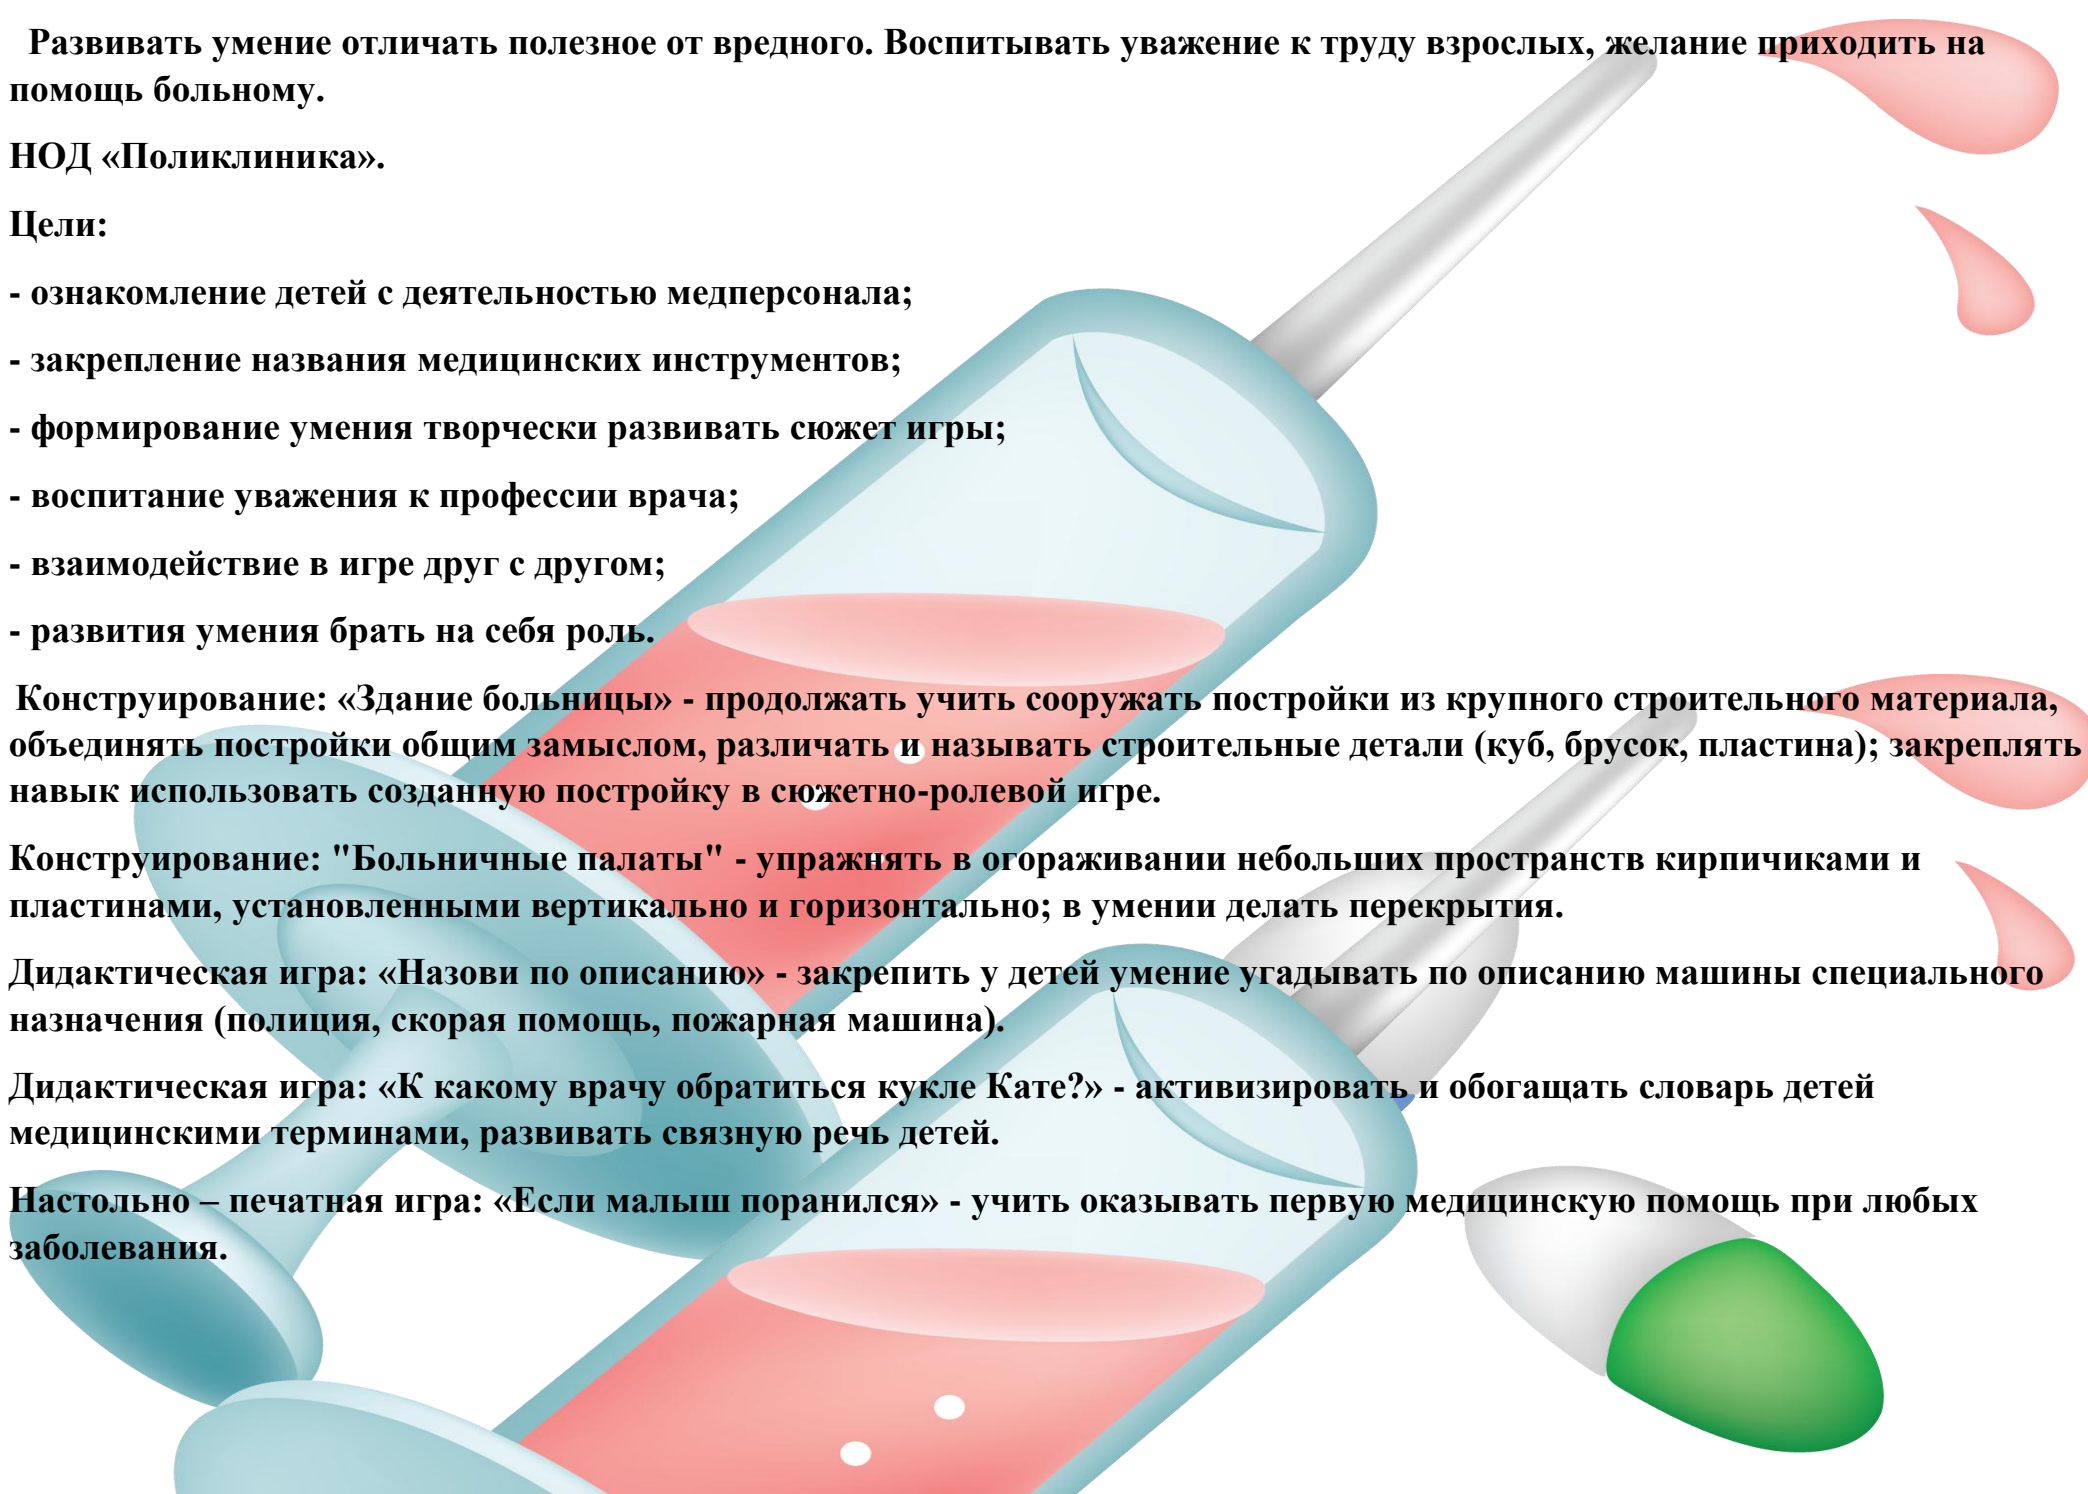 Развивать умение отличать полезное от вредного. Воспитывать уважение к труду взрослых, желание приходить на
помощь больному.
НОД «Поликлиника».
Цели:
- ознакомление детей с деятельностью медперсонала;
- закрепление названия медицинских инструментов;
- формирование умения творчески развивать сюжет игры;
- воспитание уважения к профессии врача;
- взаимодействие в игре друг с другом;
- развития умения брать на себя роль.
Конструирование: «Здание больницы» - продолжать учить сооружать постройки из крупного строительного материала,
объединять постройки общим замыслом, различать и называть строительные детали (куб, брусок, пластина); закреплять
навык использовать созданную постройку в сюжетно-ролевой игре.
Конструирование: "Больничные палаты" - упражнять в огораживании небольших пространств кирпичиками и
пластинами, установленными вертикально и горизонтально; в умении делать перекрытия.
Дидактическая игра: «Назови по описанию» - закрепить у детей умение угадывать по описанию машины специального
назначения (полиция, скорая помощь, пожарная машина).
Дидактическая игра: «К какому врачу обратиться кукле Кате?» - активизировать и обогащать словарь детей
медицинскими терминами, развивать связную речь детей.
Настольно – печатная игра: «Если малыш поранился» - учить оказывать первую медицинскую помощь при любых
заболевания.